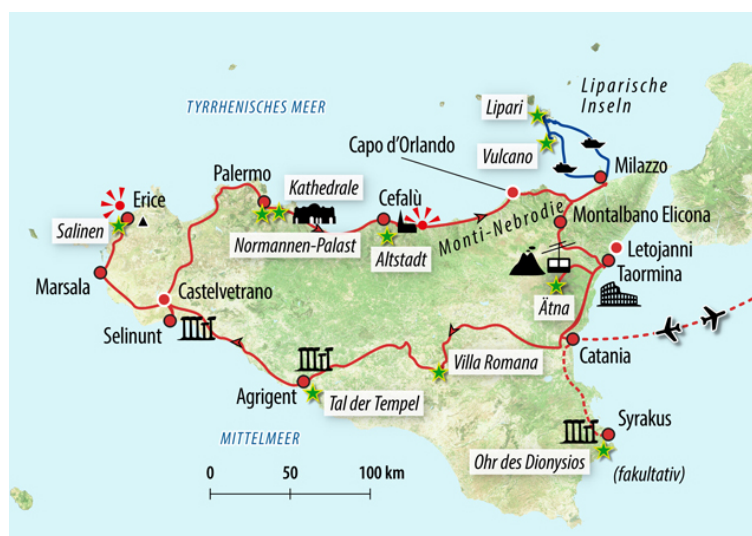 TYRRHENISCHES MEER
Liparische
Inseln
Lipari
Vulcano
Milazzo
Capo d'Orlando
Palermo
Kathedrale
Cefalù
Erice
Salinen
Normannen-Palast
Altstadt
Monti-Nebrodie
Montalbano Elicona
Letojanni
Taormina
Marsala
Castelvetrano
Ätna
Selinunt
Catania
Villa Romana
Agrigent
Tal der Tempel
Syrakus
MITTELMEER
Ohr des Dionysios
(fakultativ)
0 50 100 km